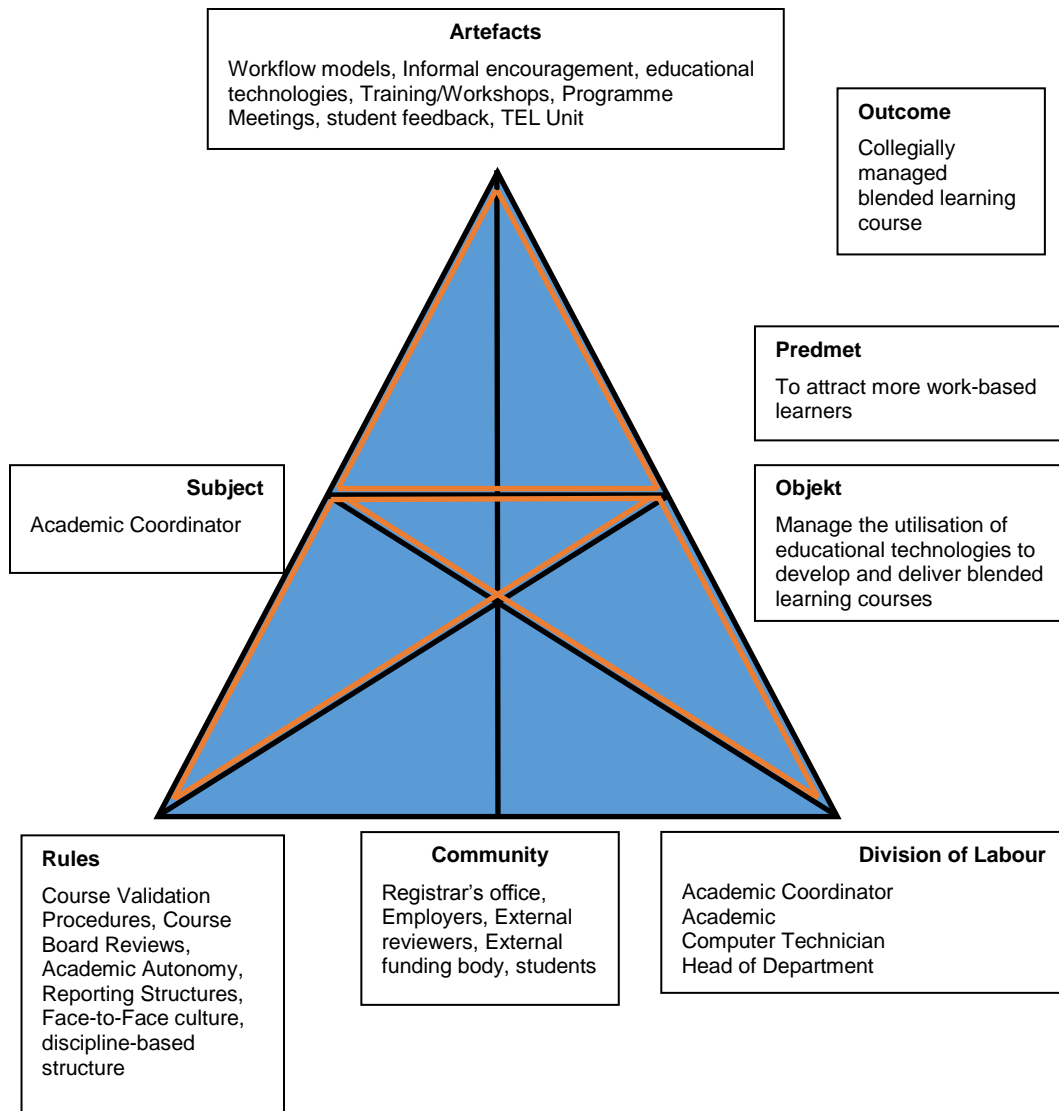 Artefacts
Workflow models, Informal encouragement, educational
technologies, Training/Workshops, Programme
Meetings, student feedback, TEL Unit
Outcome
Collegially
managed
blended learning
course
Predmet
To attract more work-based
learners
Subject
Academic Coordinator
Objekt
Manage the utilisation of
educational technologies to
develop and deliver blended
learning courses
Rules
Course Validation
Procedures, Course
Board Reviews,
Academic Autonomy,
Reporting Structures,
Face-to-Face culture,
discipline-based
structure
Community
Registrar's office,
Employers, External
reviewers, External
funding body, students
Division of Labour
Academic Coordinator
Academic
Computer Technician
Head of Department